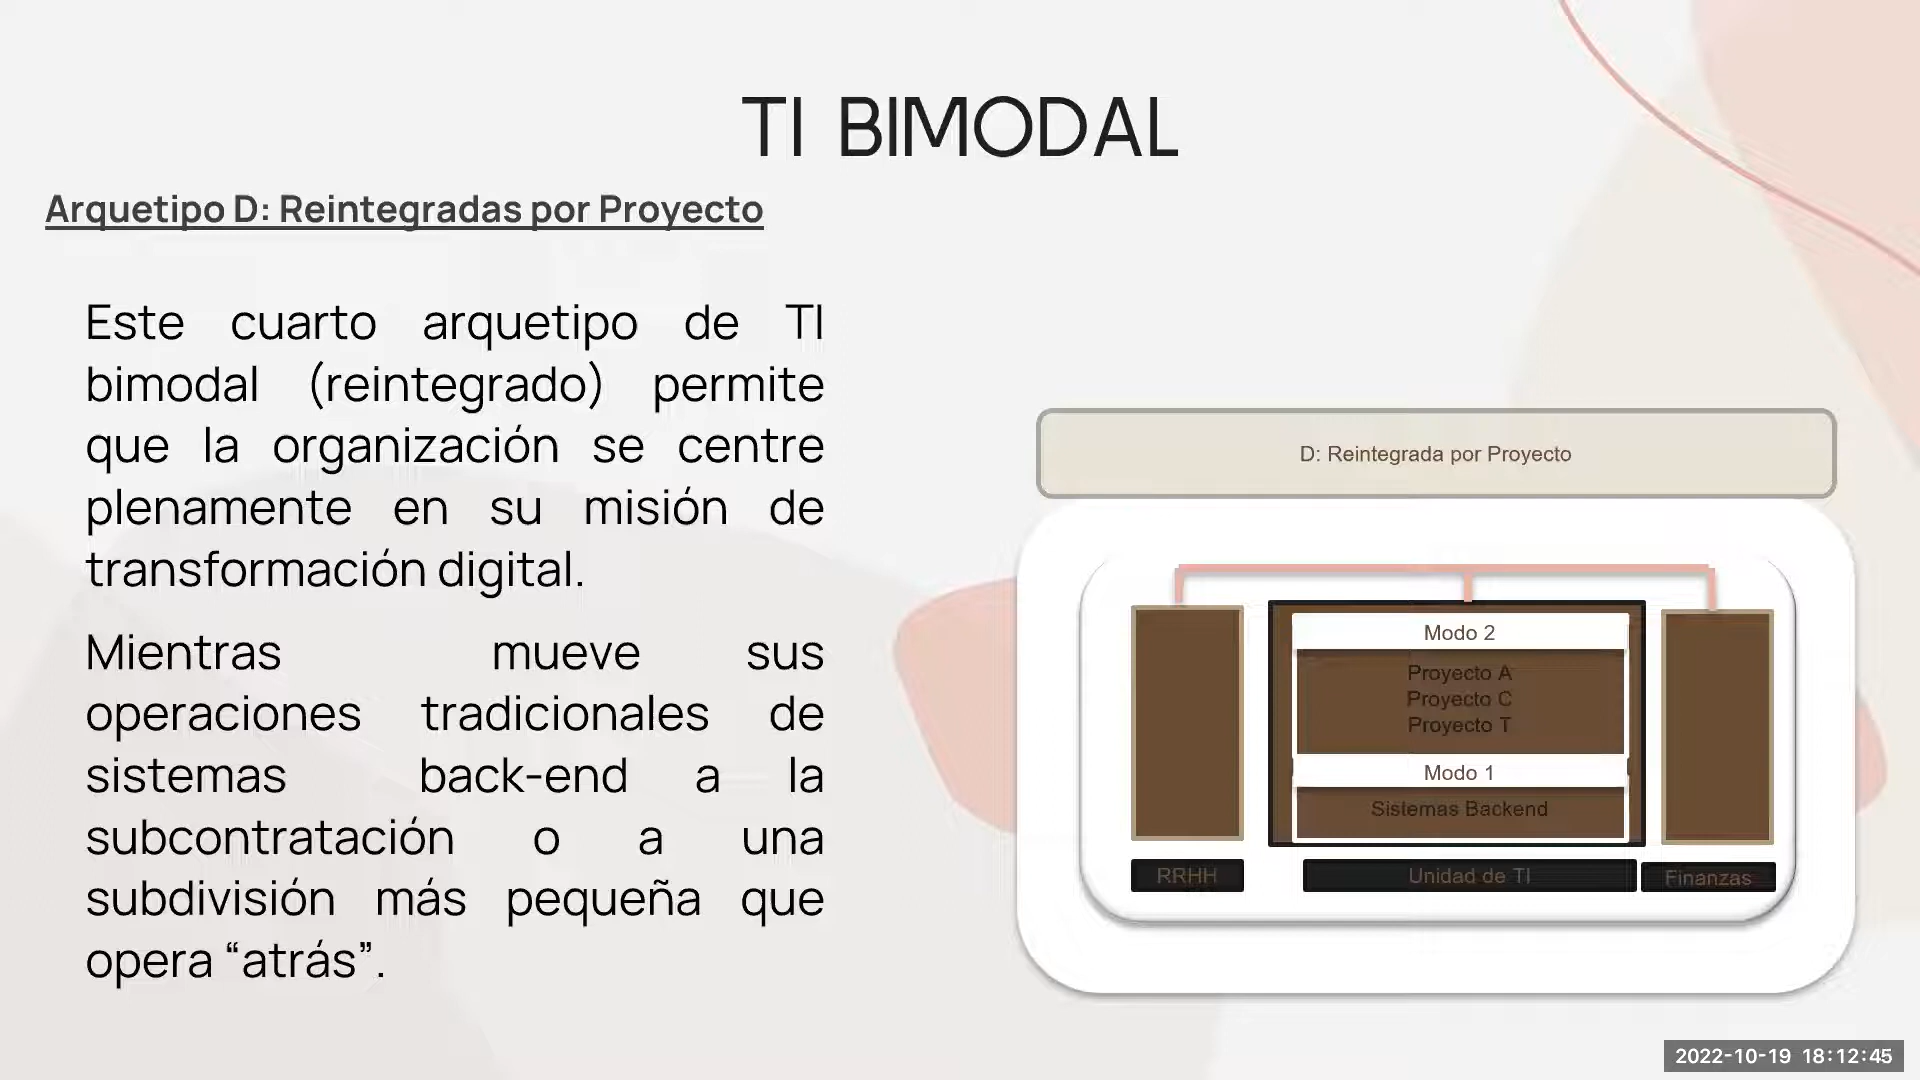 TI BIMODAL
Arquetipo D: Reintegradas por Proyecto
Este cuarto arquetipo de TI
bimodal (reintegrado) permite
que la organización se centre
plenamente en su misión de
transformación digital.
Mientras mueve sus
operaciones tradicionales de
sistemas back-end a la
subcontratación o a una
subdivisión más pequeña que
opera “atrás”.
D: Reintegrada por Proyecto
Modo 2
Proyecto A
Proyecto C
Proyecto T
Modo 1
Sistemas Backend
RRHH
Unidad de TI
Finanzas
2022-10-19 18:12:45